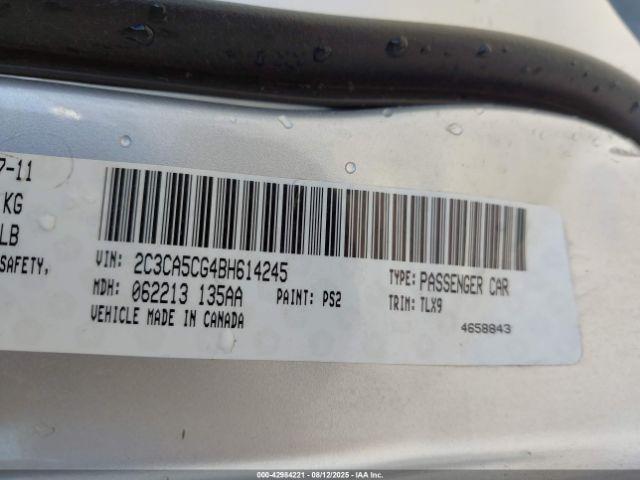 7-11
KG
LB
SAFETY,
VIN: 2C3CA5CG4BH614245
TYPE: PASSENGER CAR
MDH: 062213 135AA PAINT: PS2
TRIM: TLX9
VEHICLE MADE IN CANADA
4658843
000-42984221 - 08/12/2025 - IAA Inc.